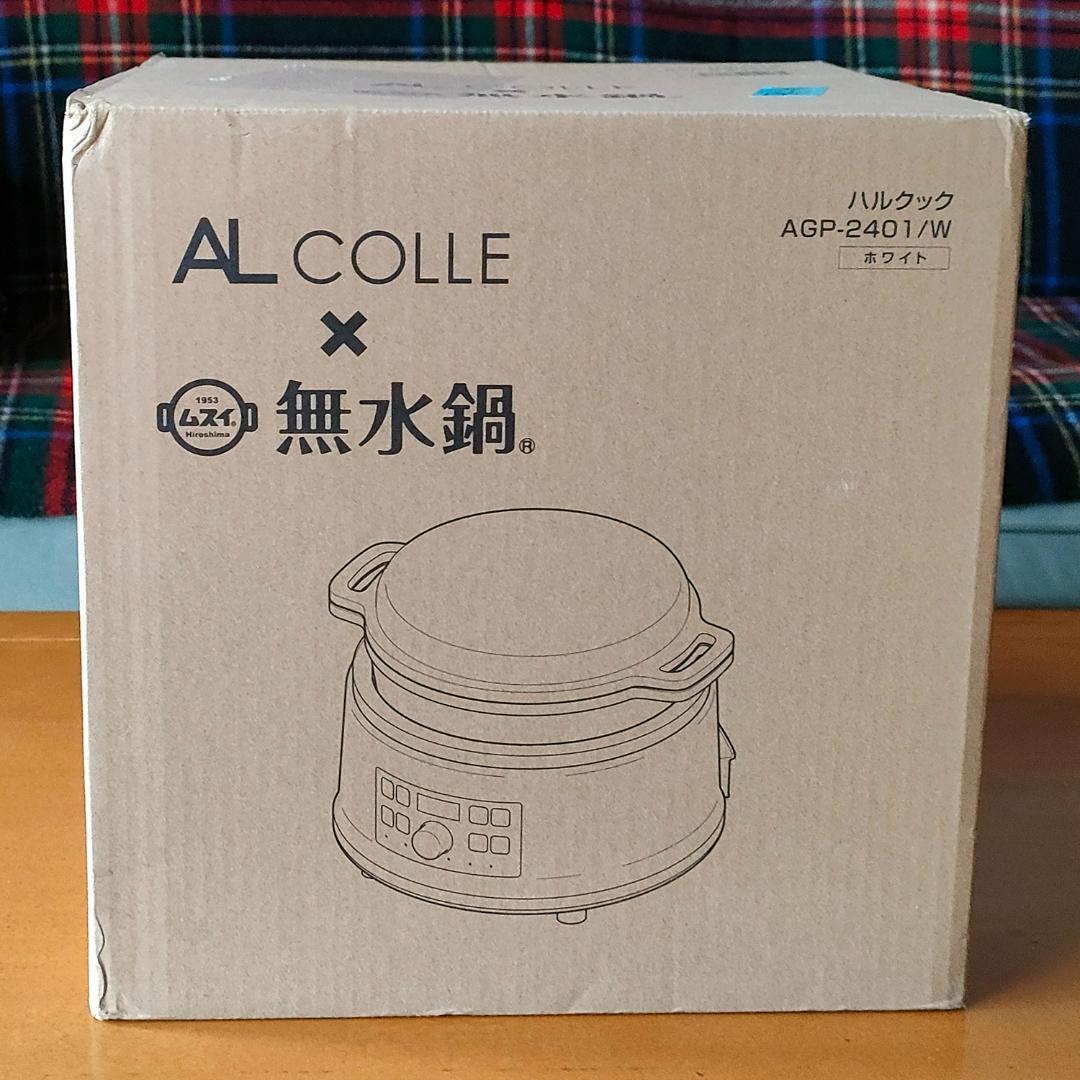 AL COLLE
×
1953
ムスイ®
Hiroshima
無水鍋®
ハルクック
AGP-2401/W
ホワイト